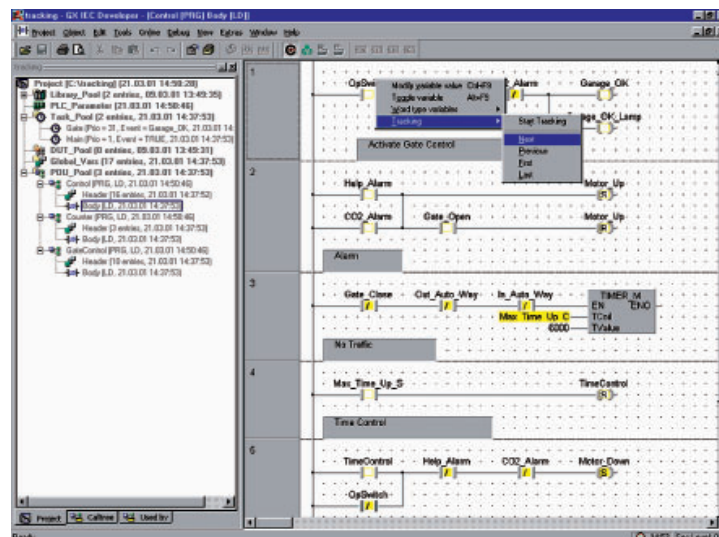 tracking - GX IEC Developer - [Control [PRG] Body [LD]]
Project Object Edit Tools Online Debug View Extras Window Help
tracking
Project [C:\tracking] [21.03.01 14:50:28]
Library_Pool [2 entries, 09.03.01 13:49:35]
PLC_Parameter [21.03.01 14:50:46]
Task_Pool [2 entries, 21.03.01 14:37:53]
Gate (Prio = 31, Event = Garage_OK, 21.03.01 14:
Main (Prio = 1, Event = TRUE, 21.03.01 14:37:53)
DUT_Pool [0 entries, 09.03.01 13:49:31]
Global_Vars [17 entries, 21.03.01 14:37:53]
POU_Pool [3 entries, 21.03.01 14:37:53]
Control [PRG, LD, 21.03.01 14:50:46]
Header [16 entries, 21.03.01 14:37:52]
Body [LD, 21.03.01 14:37:53]
Counter [PRG, LD, 21.03.01 14:50:46]
Header [3 entries, 21.03.01 14:37:53]
Body [LD, 21.03.01 14:37:53]
GateControl [PRG, LD, 21.03.01 14:50:46]
Header [10 entries, 21.03.01 14:37:53]
Body [LD, 21.03.01 14:37:53]
Project Calltree Used by
Ready
1
OpSwi
Modify variable value Ctrl+F9
Toggle variable Alt+F9
Word type variables
Tracking
Start Tracking
Next
Previous
First
Last
2_Alarm
Garage_OK
age_OK_Lamp
Activate Gate Control
2
Help_Alarm Motor_Up
(R)
CO2_Alarm Gate_Open Motor_Up
(R)
Alarm
3
Gate_Close Out_Auto_Way In_Auto_Way TIMER_M
EN ENO
Max_Time_Up_C TCoil
6000 TValue
No Traffic
4
Max_Time_Up_S TimeControl
(R)
Time Control
5
TimeControl Help_Alarm CO2_Alarm Motor_Down
(S)
OpSwitch